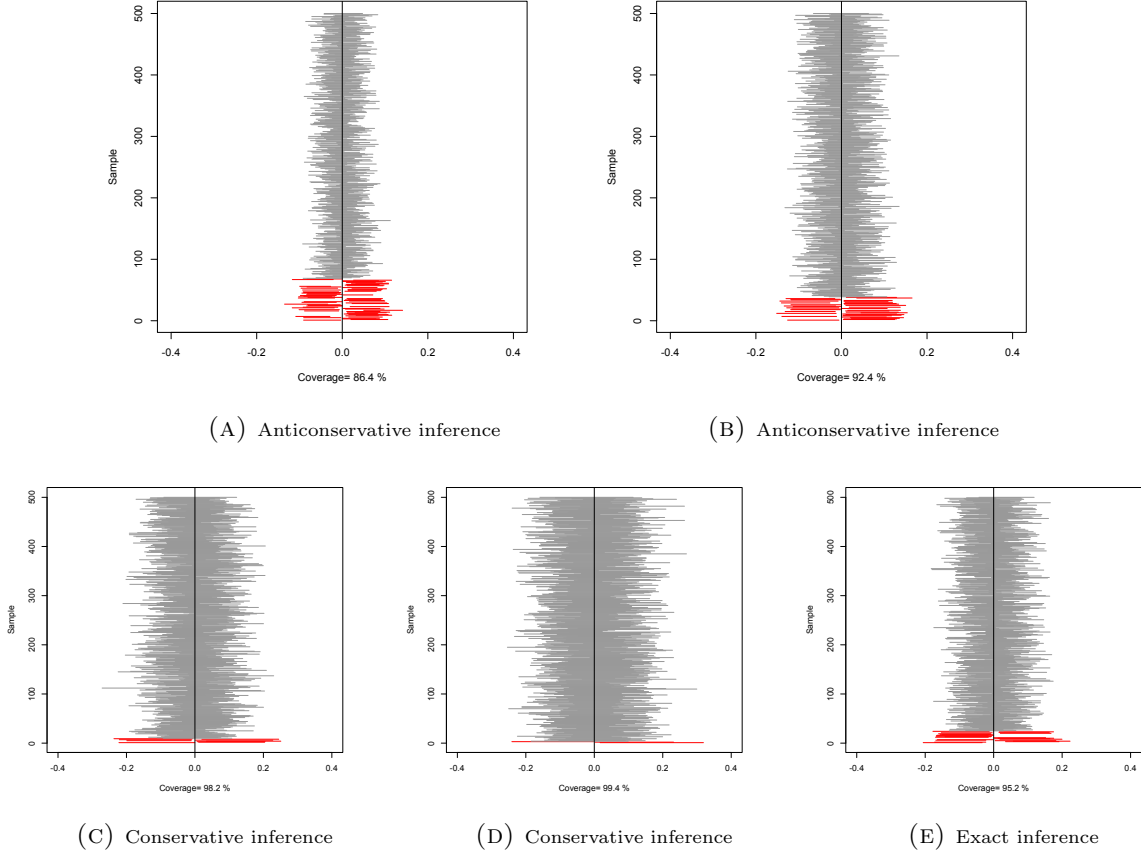 500
400
300
200
100
0
Sample
-0.4 -0.2 0.0 0.2 0.4
Coverage= 86.4 %
(A) Anticonservative inference
500
400
300
200
100
0
Sample
-0.4 -0.2 0.0 0.2 0.4
Coverage= 92.4 %
(B) Anticonservative inference
500
400
300
200
100
0
Sample
-0.4 -0.2 0.0 0.2 0.4
Coverage= 98.2 %
(C) Conservative inference
500
400
300
200
100
0
Sample
-0.4 -0.2 0.0 0.2 0.4
Coverage= 99.4 %
(D) Conservative inference
500
400
300
200
100
0
Sample
-0.4 -0.2 0.0 0.2 0.4
Coverage= 95.2 %
(E) Exact inference